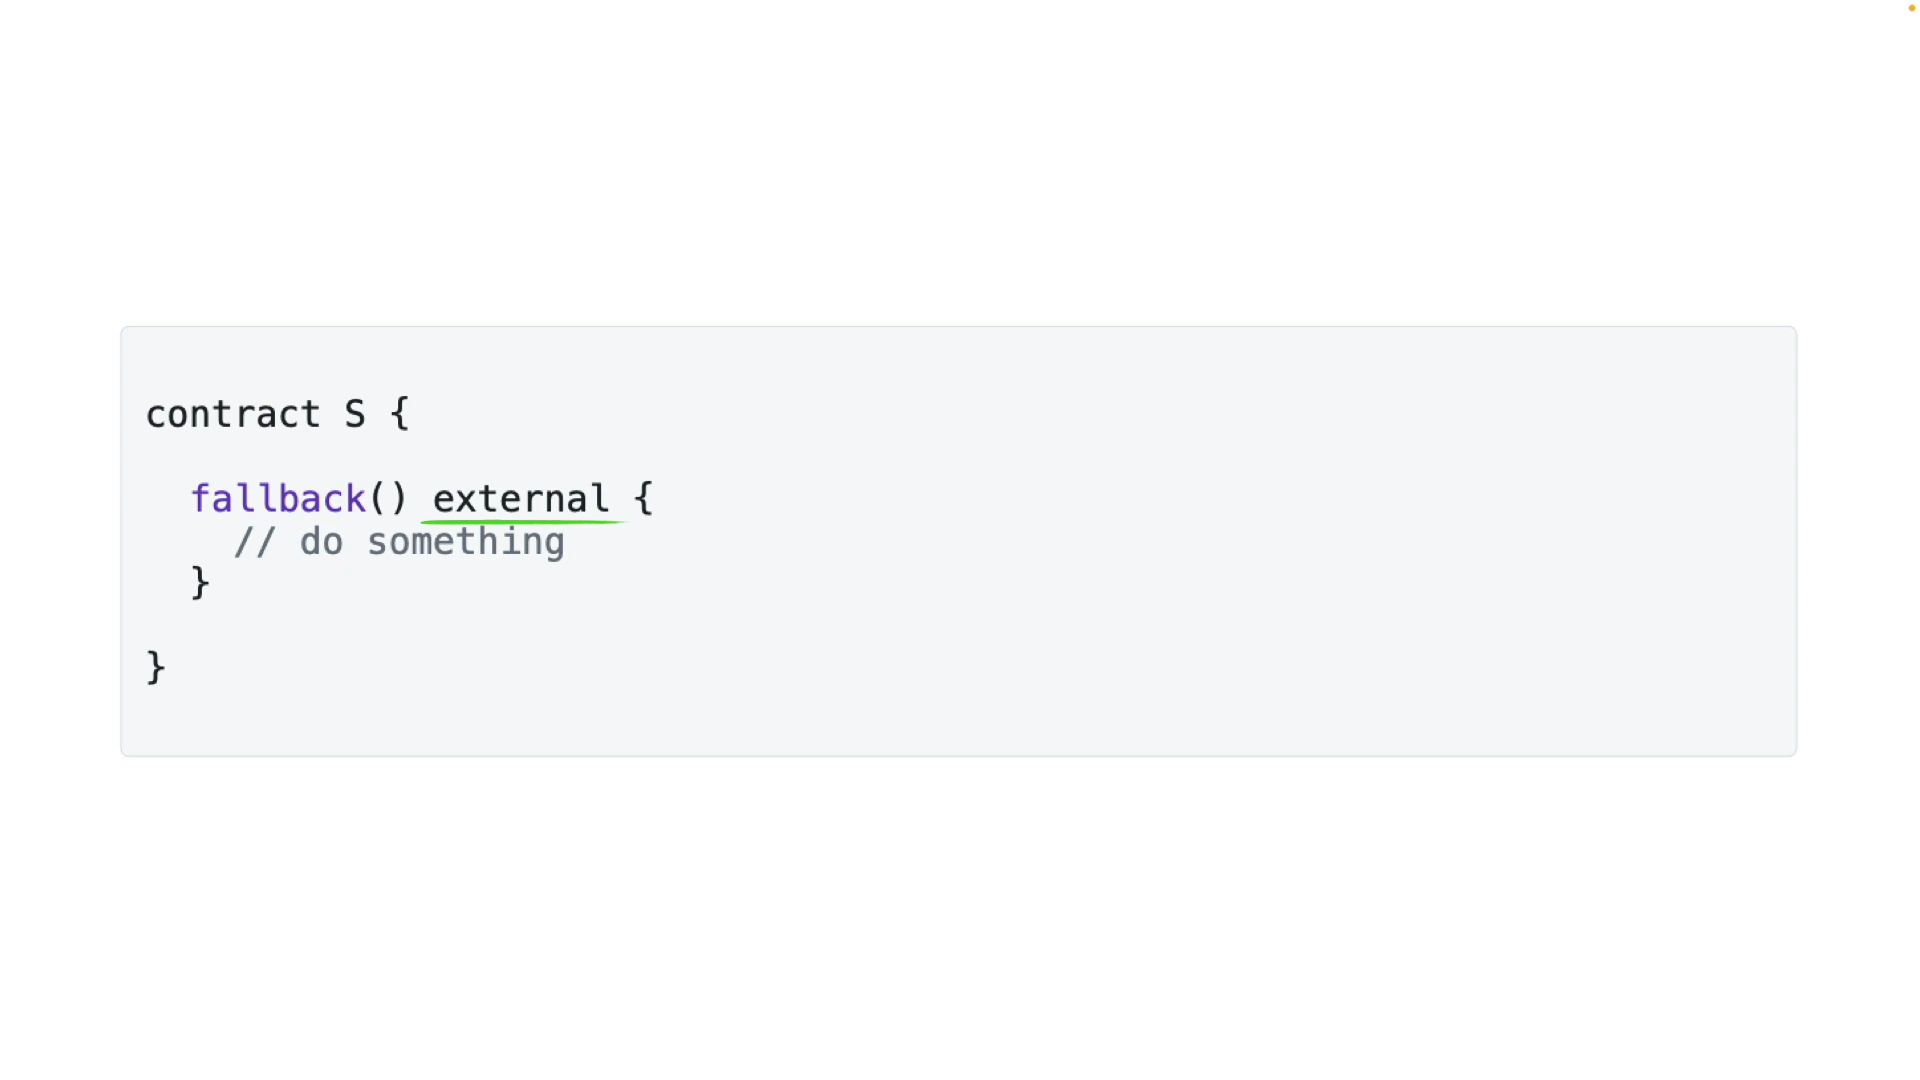 contract S {
fallback() external {
// do something
}
}